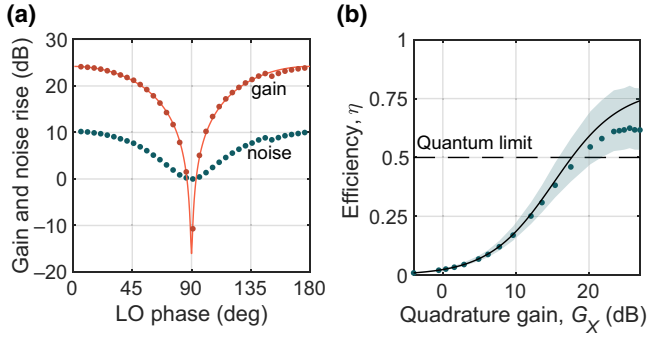 (a)
Gain and noise rise (dB)
30
20
10
0
−10
−20
gain
noise
0
45
90
135
180
LO phase (deg)
(b)
Efficiency, η
1
0.75
0.5
0.25
0
Quantum limit
0
10
20
Quadrature gain, G_X (dB)